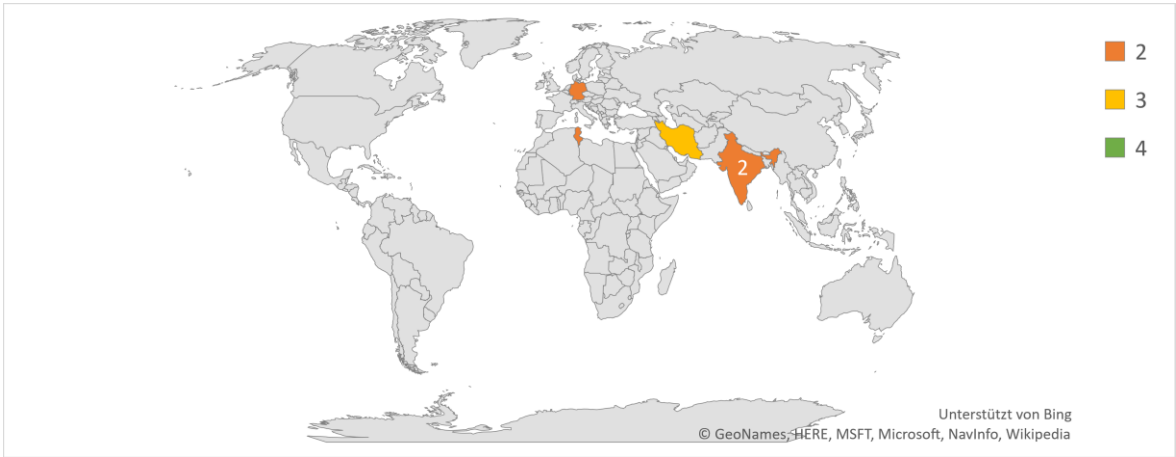 2
3
4
2
Unterstützt von Bing
© GeoNames, HERE, MSFT, Microsoft, NavInfo, Wikipedia